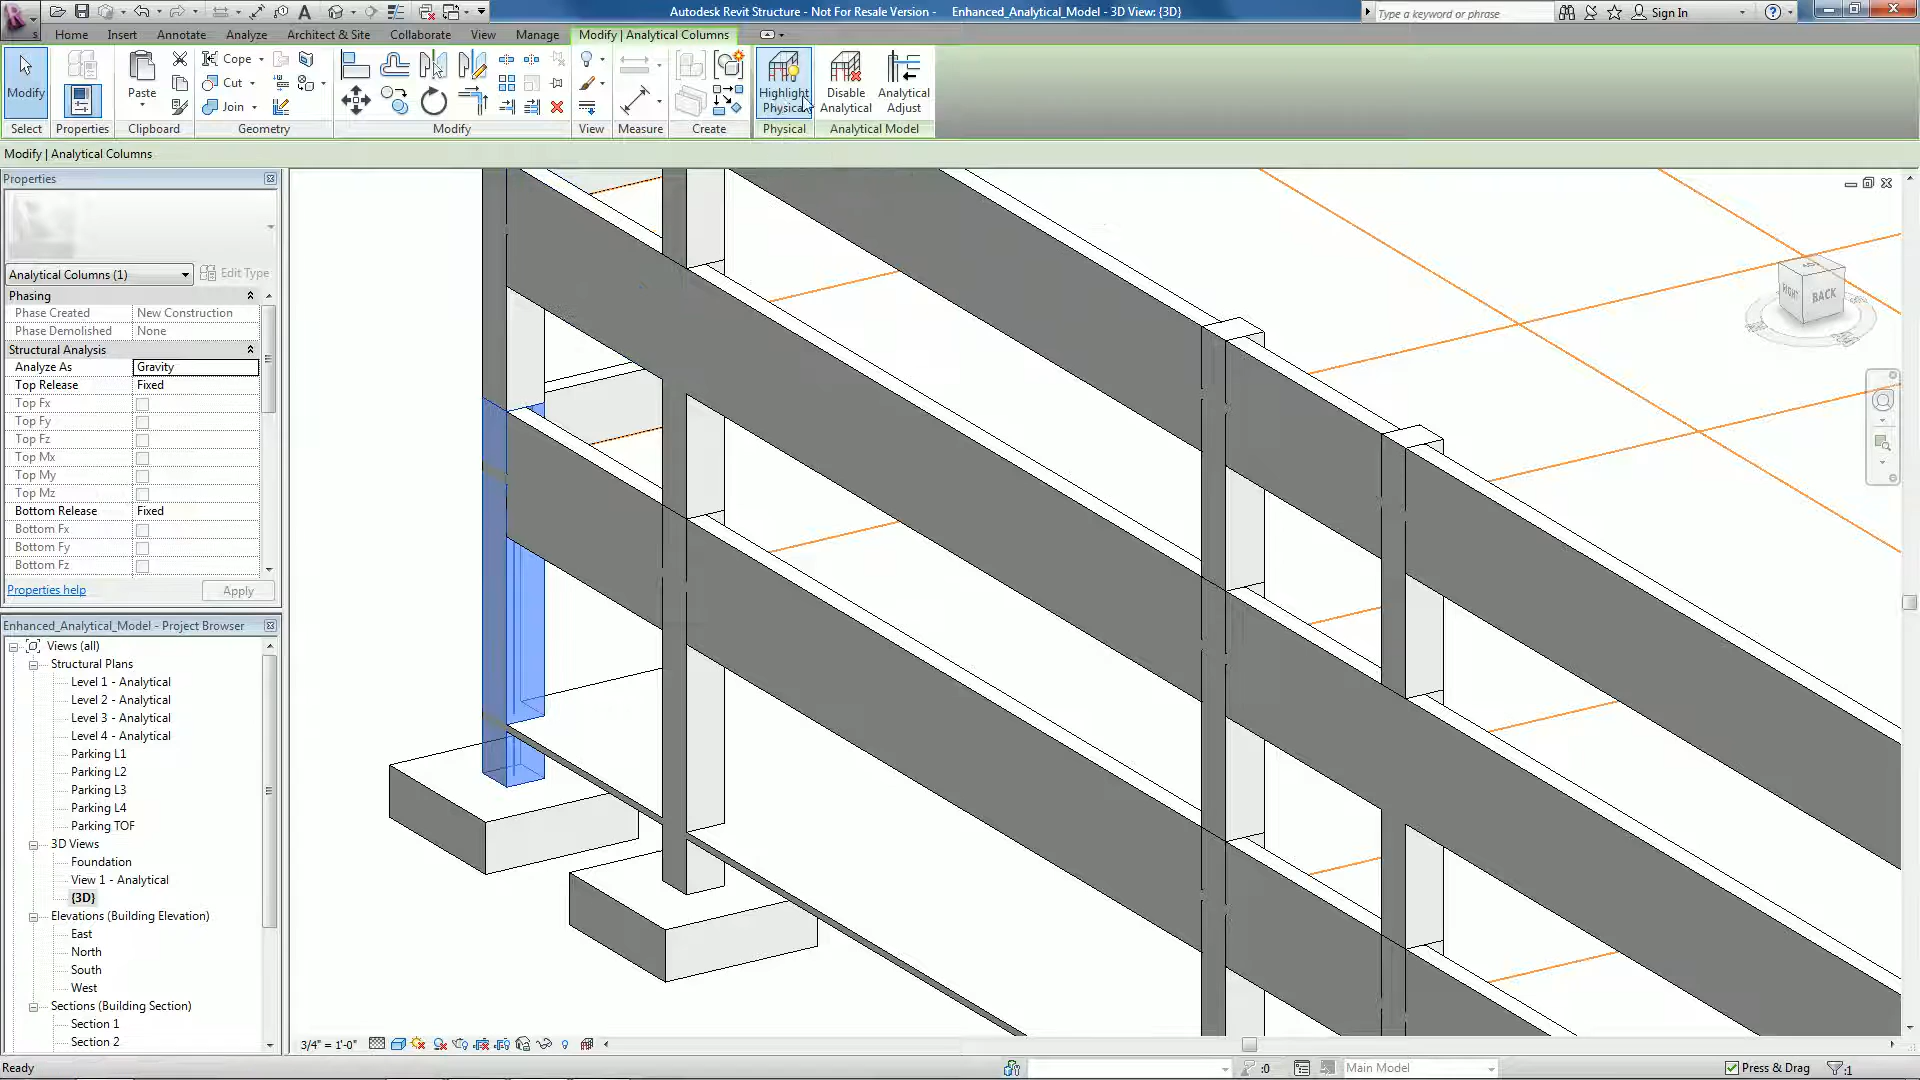 Autodesk Revit Structure - Not For Resale Version - Enhanced_Analytical_Model - 3D View: {3D}
Type a keyword or phrase
Sign In
Home Insert Annotate Analyze Architect & Site Collaborate View Manage Modify | Analytical Columns
Modify
Paste
Cope
Cut
Join
Highlight Physical
Disable Analytical
Analytical Adjust
Select Properties Clipboard Geometry Modify View Measure Create Physical Analytical Model
Modify | Analytical Columns
Properties
Analytical Columns (1)
Edit Type
Phasing
Phase Created New Construction
Phase Demolished None
Structural Analysis
Analyze As Gravity
Top Release Fixed
Top Fx
Top Fy
Top Fz
Top Mx
Top My
Top Mz
Bottom Release Fixed
Bottom Fx
Bottom Fy
Bottom Fz
Properties help
Apply
Enhanced_Analytical_Model - Project Browser
Views (all)
Structural Plans
Level 1 - Analytical
Level 2 - Analytical
Level 3 - Analytical
Level 4 - Analytical
Parking L1
Parking L2
Parking L3
Parking L4
Parking TOF
3D Views
Foundation
View 1 - Analytical
{3D}
Elevations (Building Elevation)
East
North
South
West
Sections (Building Section)
Section 1
Section 2
RIGHT
BACK
3/4" = 1'-0"
Ready
:0
Main Model
Press & Drag
:1